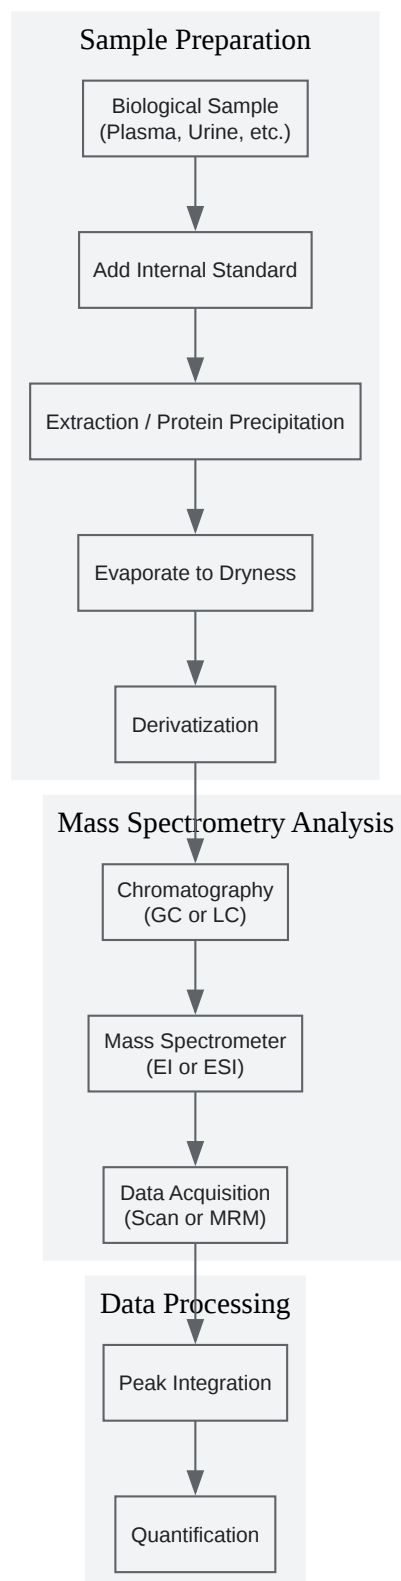 Sample Preparation
Biological Sample
(Plasma, Urine, etc.)
Add Internal Standard
Extraction / Protein Precipitation
Evaporate to Dryness
Derivatization
Mass Spectrometry Analysis
Chromatography
(GC or LC)
Mass Spectrometer
(EI or ESI)
Data Acquisition
(Scan or MRM)
Data Processing
Peak Integration
Quantification